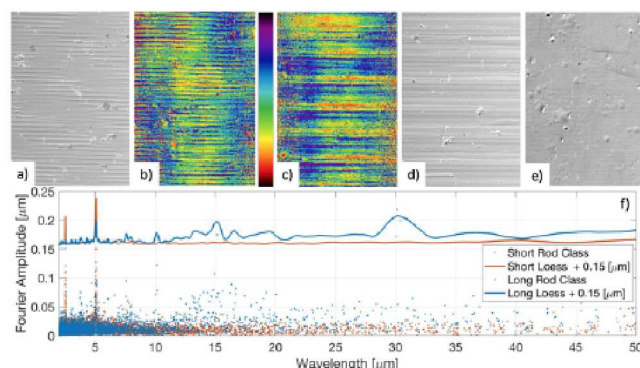 a)
b)
c)
d)
e)
f)
0.25
0.2
0.15
0.1
0.05
0
Fourier Amplitude [μm]
Short Rod Class
Short Loess + 0.15 [μm]
Long Rod Class
Long Loess + 0.15 [μm]
5 10 15 20 25 30 35 40 45 50
Wavelength [μm]